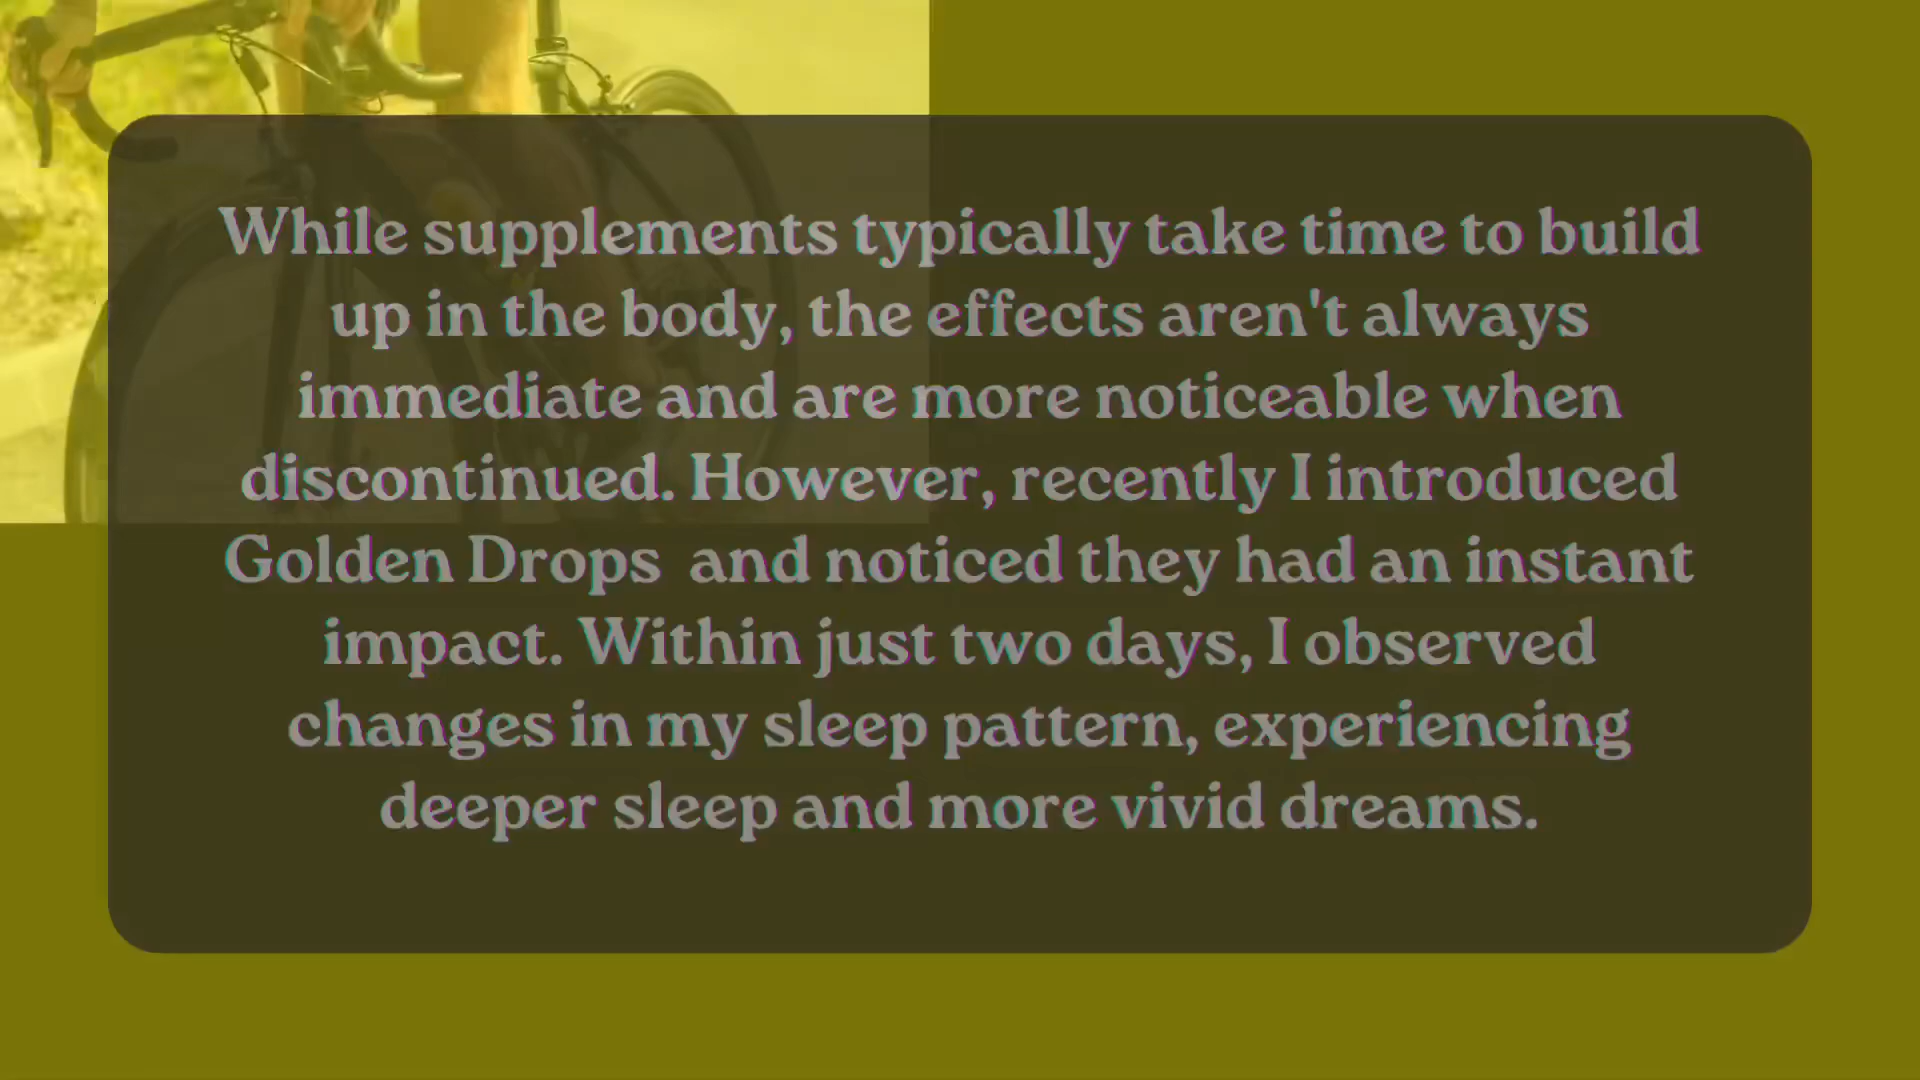 While supplements typically take time to build
up in the body, the effects aren't always
immediate and are more noticeable when
discontinued. However, recently I introduced
Golden Drops  and noticed they had an instant
impact. Within just two days, I observed
changes in my sleep pattern, experiencing
deeper sleep and more vivid dreams.